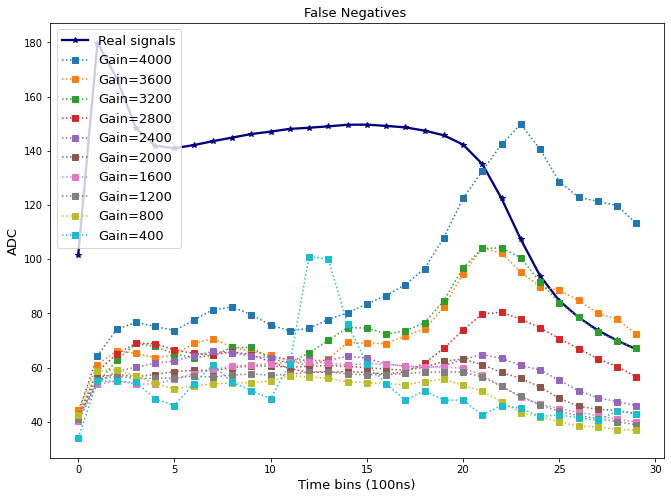 False Negatives
180
160
140
120
100
80
60
40
ADC
Real signals
Gain=4000
Gain=3600
Gain=3200
Gain=2800
Gain=2400
Gain=2000
Gain=1600
Gain=1200
Gain=800
Gain=400
0
5
10
15
20
25
30
Time bins (100ns)